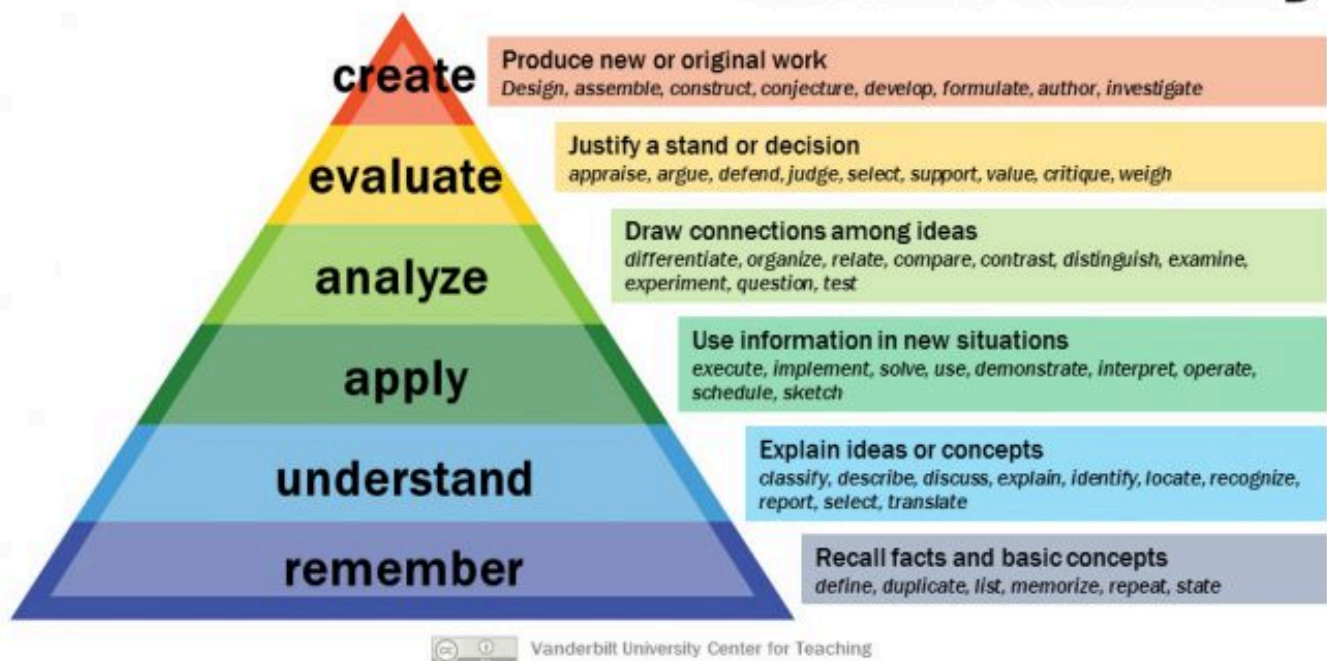 create
Produce new or original work
Design, assemble, construct, conjecture, develop, formulate, author, investigate
evaluate
Justify a stand or decision
appraise, argue, defend, judge, select, support, value, critique, weigh
analyze
Draw connections among ideas
differentiate, organize, relate, compare, contrast, distinguish, examine,
experiment, question, test
apply
Use information in new situations
execute, implement, solve, use, demonstrate, interpret, operate,
schedule, sketch
understand
Explain ideas or concepts
classify, describe, discuss, explain, identify, locate, recognize,
report, select, translate
remember
Recall facts and basic concepts
define, duplicate, list, memorize, repeat, state
cc
Vanderbilt University Center for Teaching